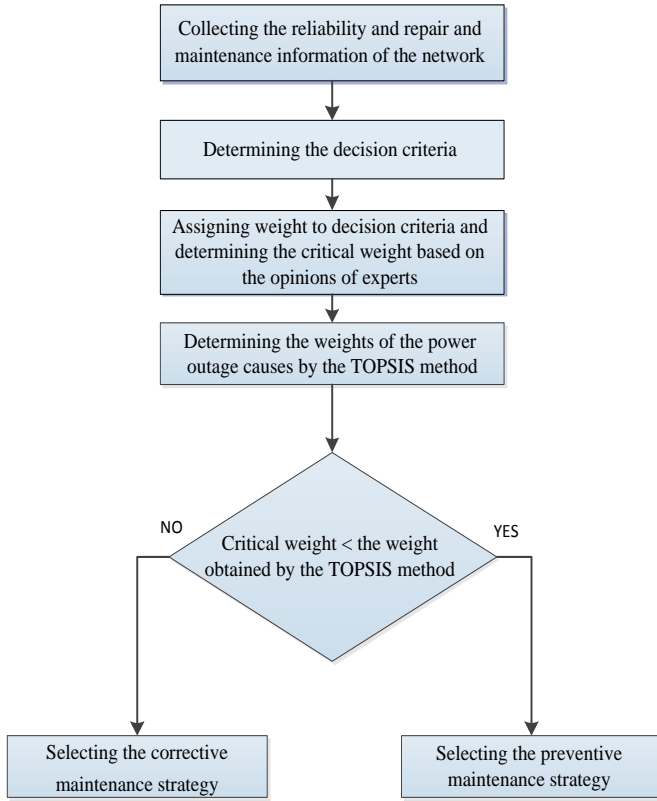 Collecting the reliability and repair and
maintenance information of the network
Determining the decision criteria
Assigning weight to decision criteria and
determining the critical weight based on
the opinions of experts
Determining the weights of the power
outage causes by the TOPSIS method
Critical weight < the weight
obtained by the TOPSIS method
NO
YES
Selecting the corrective
maintenance strategy
Selecting the preventive
maintenance strategy